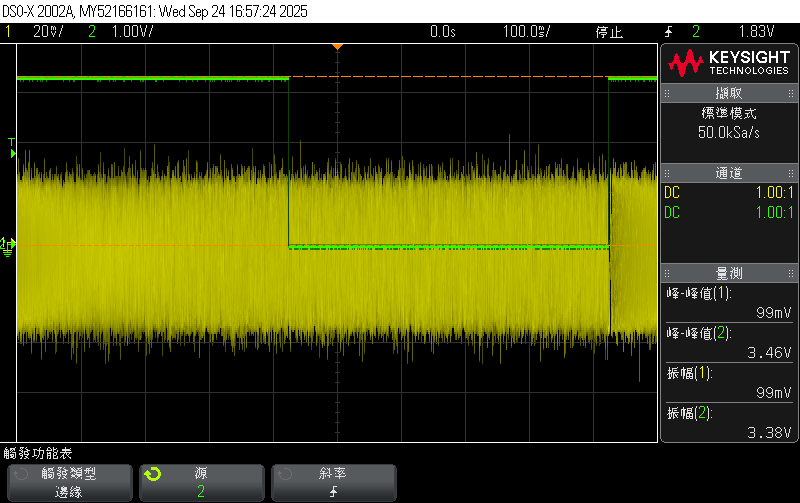 DSO-X 2002A, MY52166161: Wed Sep 24 16:57:24 2025
1 20mV/ 2 1.00V/ 0.0s 100.0ms/ 停止 2 1.83V
KEYSIGHT
TECHNOLOGIES
擷取
標準模式
50.0kSa/s
通道
DC 1.00:1
DC 1.00:1
量測
峰-峰值(1):
99mV
峰-峰值(2):
3.46V
振幅(1):
99mV
振幅(2):
3.38V
觸發功能表
觸發類型
邊緣
源
2
斜率